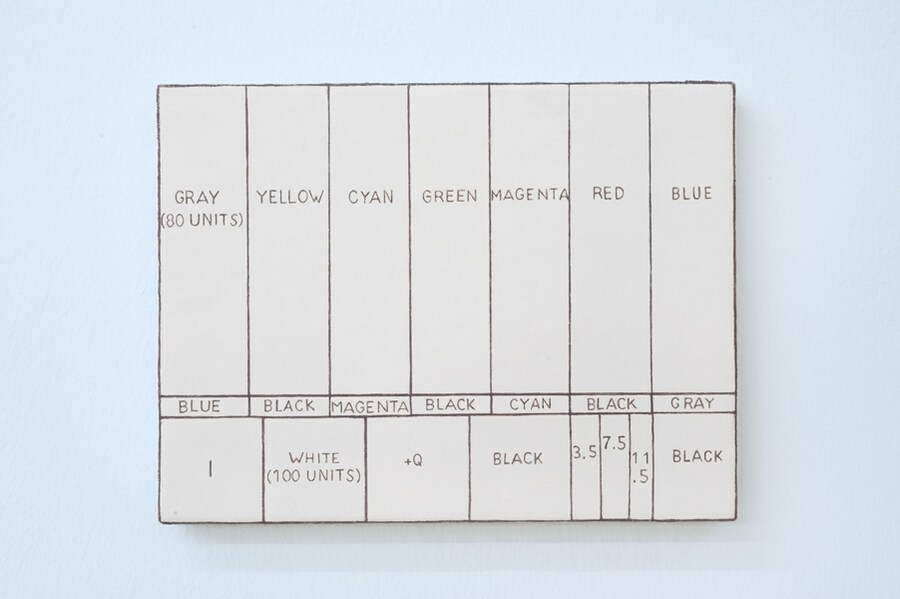 GRAY
(80 UNITS)
YELLOW
CYAN
GREEN
MAGENTA
RED
BLUE
BLUE
BLACK
MAGENTA
BLACK
CYAN
BLACK
GRAY
I
WHITE
(100 UNITS)
+Q
BLACK
3.5
7.5
11
.5
BLACK